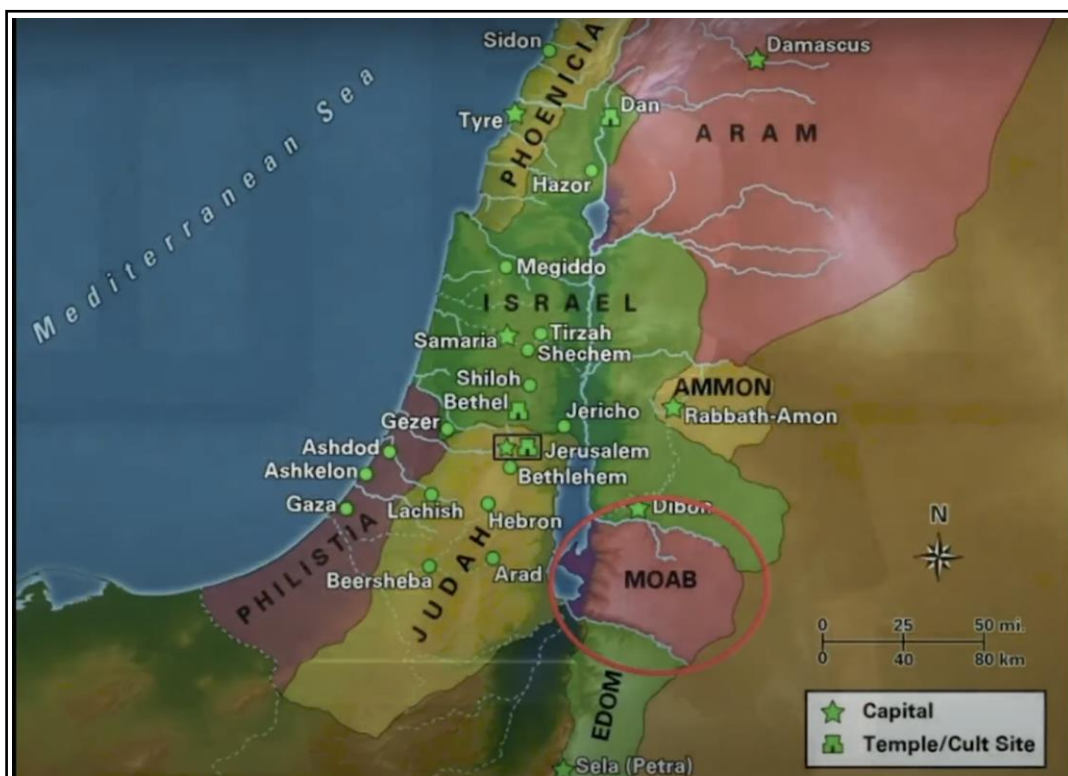 Sidon
PHOENICIA
Damascus
Tyre
Dan
ARAM
Mediterranean Sea
Hazor
Megiddo
ISRAEL
Samaria
Tirzah
Shechem
Shiloh
AMMON
Bethel
Jericho
Rabbath-Amon
Gezer
Ashdod
Jerusalem
Ashkelon
Bethlehem
Gaza
Lachish
Hebron
Dibon
PHILISTIA
JUDAH
N
Beersheba
Arad
MOAB
0 25 50 mi.
0 40 80 km
EDOM
Capital
Temple/Cult Site
Sela (Petra)